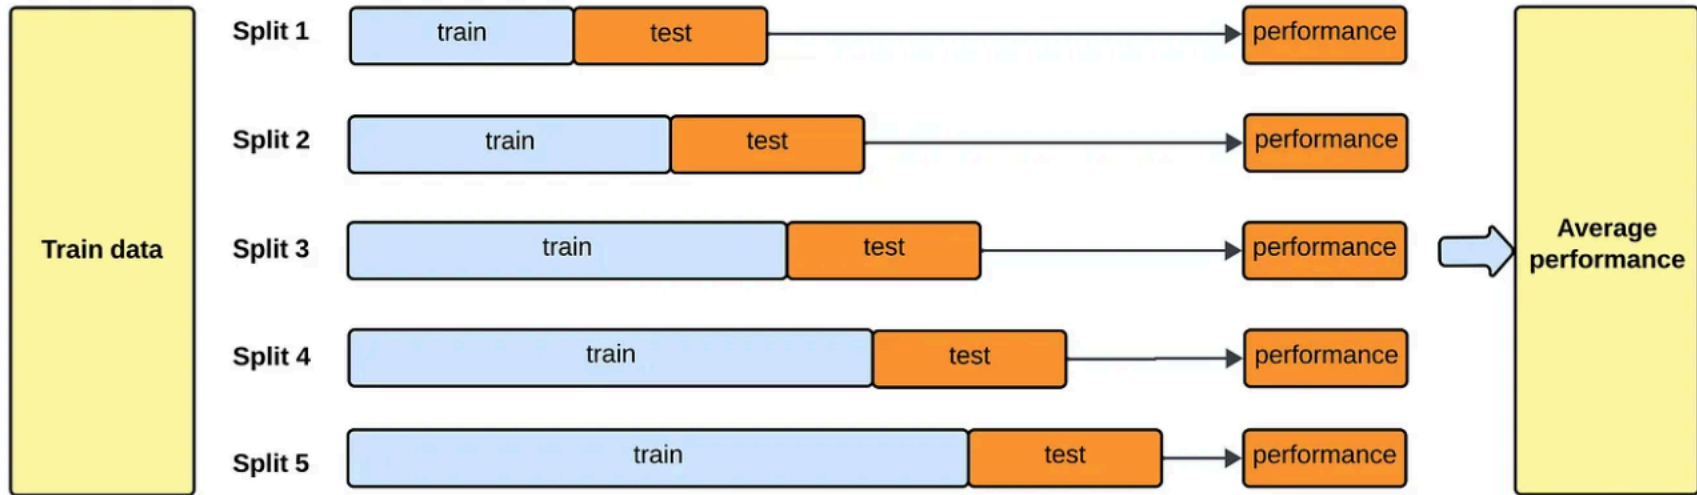 Train data
Split 1
train
test
performance
Split 2
train
test
performance
Split 3
train
test
performance
Split 4
train
test
performance
Split 5
train
test
performance
Average
performance